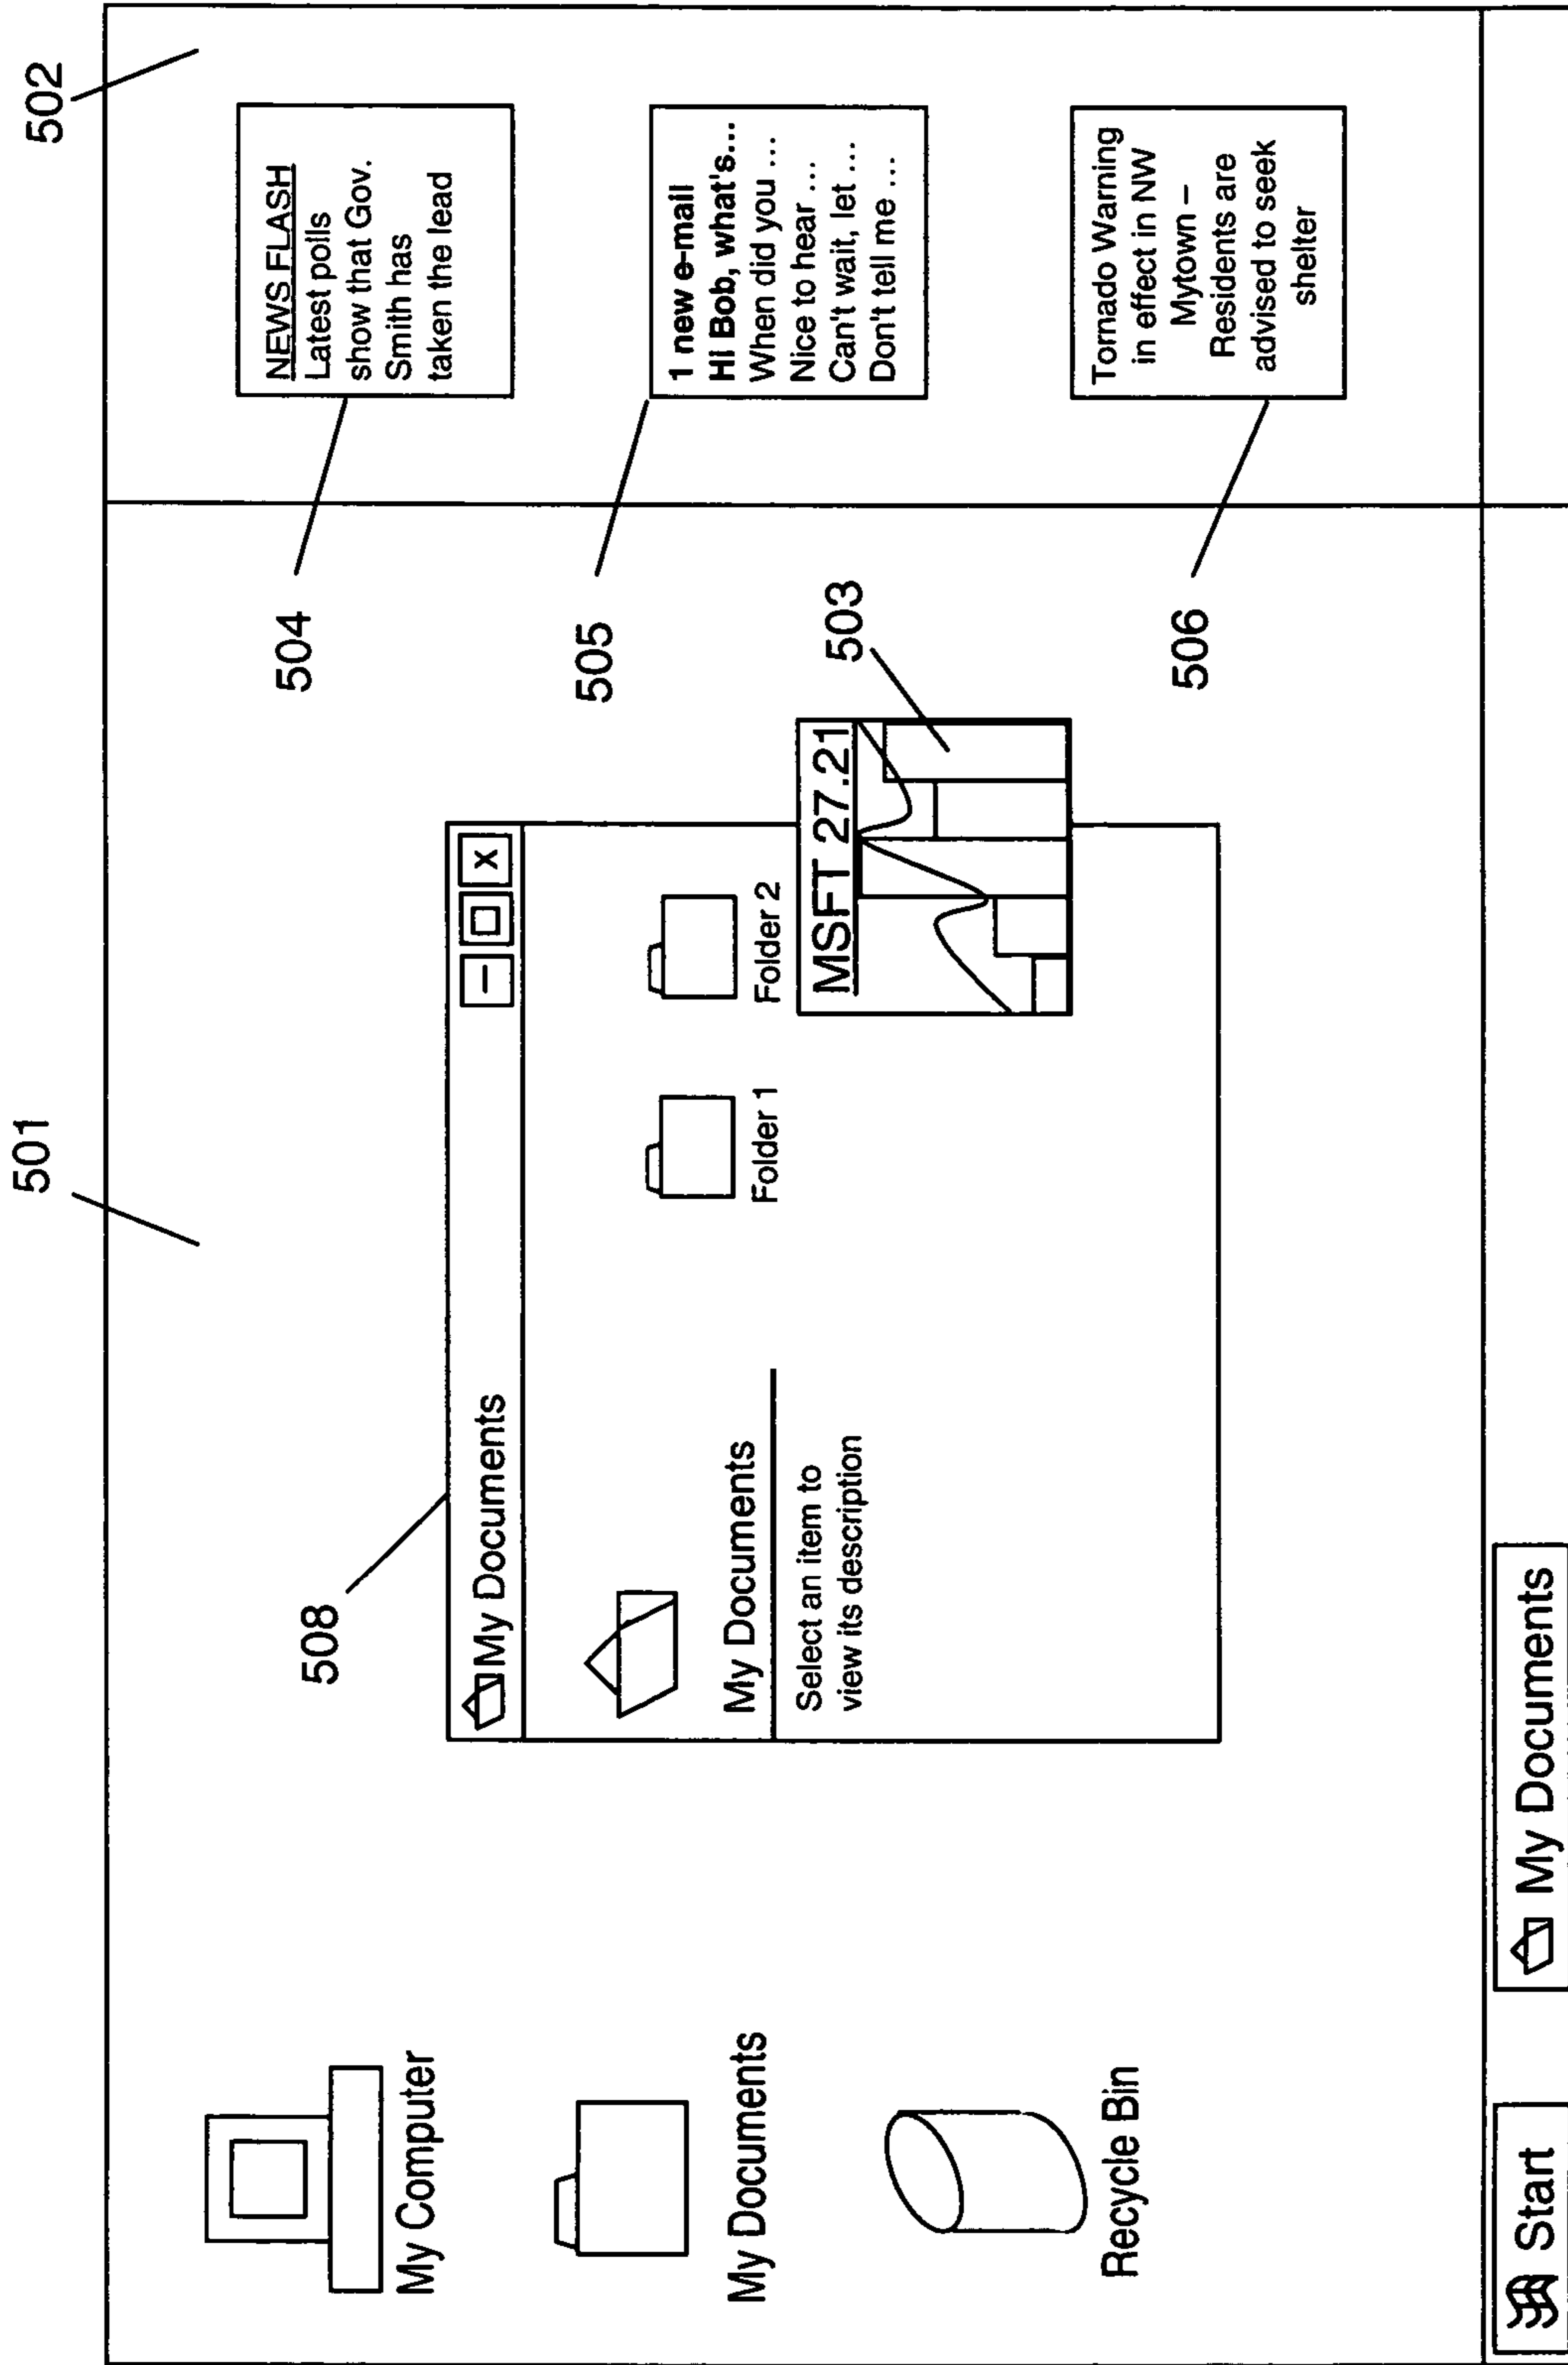 501
502
My Computer
My Documents
Recycle Bin
508
My Documents
– □ X
My Documents
Select an item to
view its description
Folder 1
Folder 2
MSFT 27.21
503
504
NEWS FLASH
Latest polls
show that Gov.
Smith has
taken the lead
505
1 new e-mail
Hi Bob, what's...
When did you ...
Nice to hear ...
Can't wait, let ...
Don't tell me ...
506
Tornado Warning
in effect in NW
Mytown –
Residents are
advised to seek
shelter
Start
My Documents